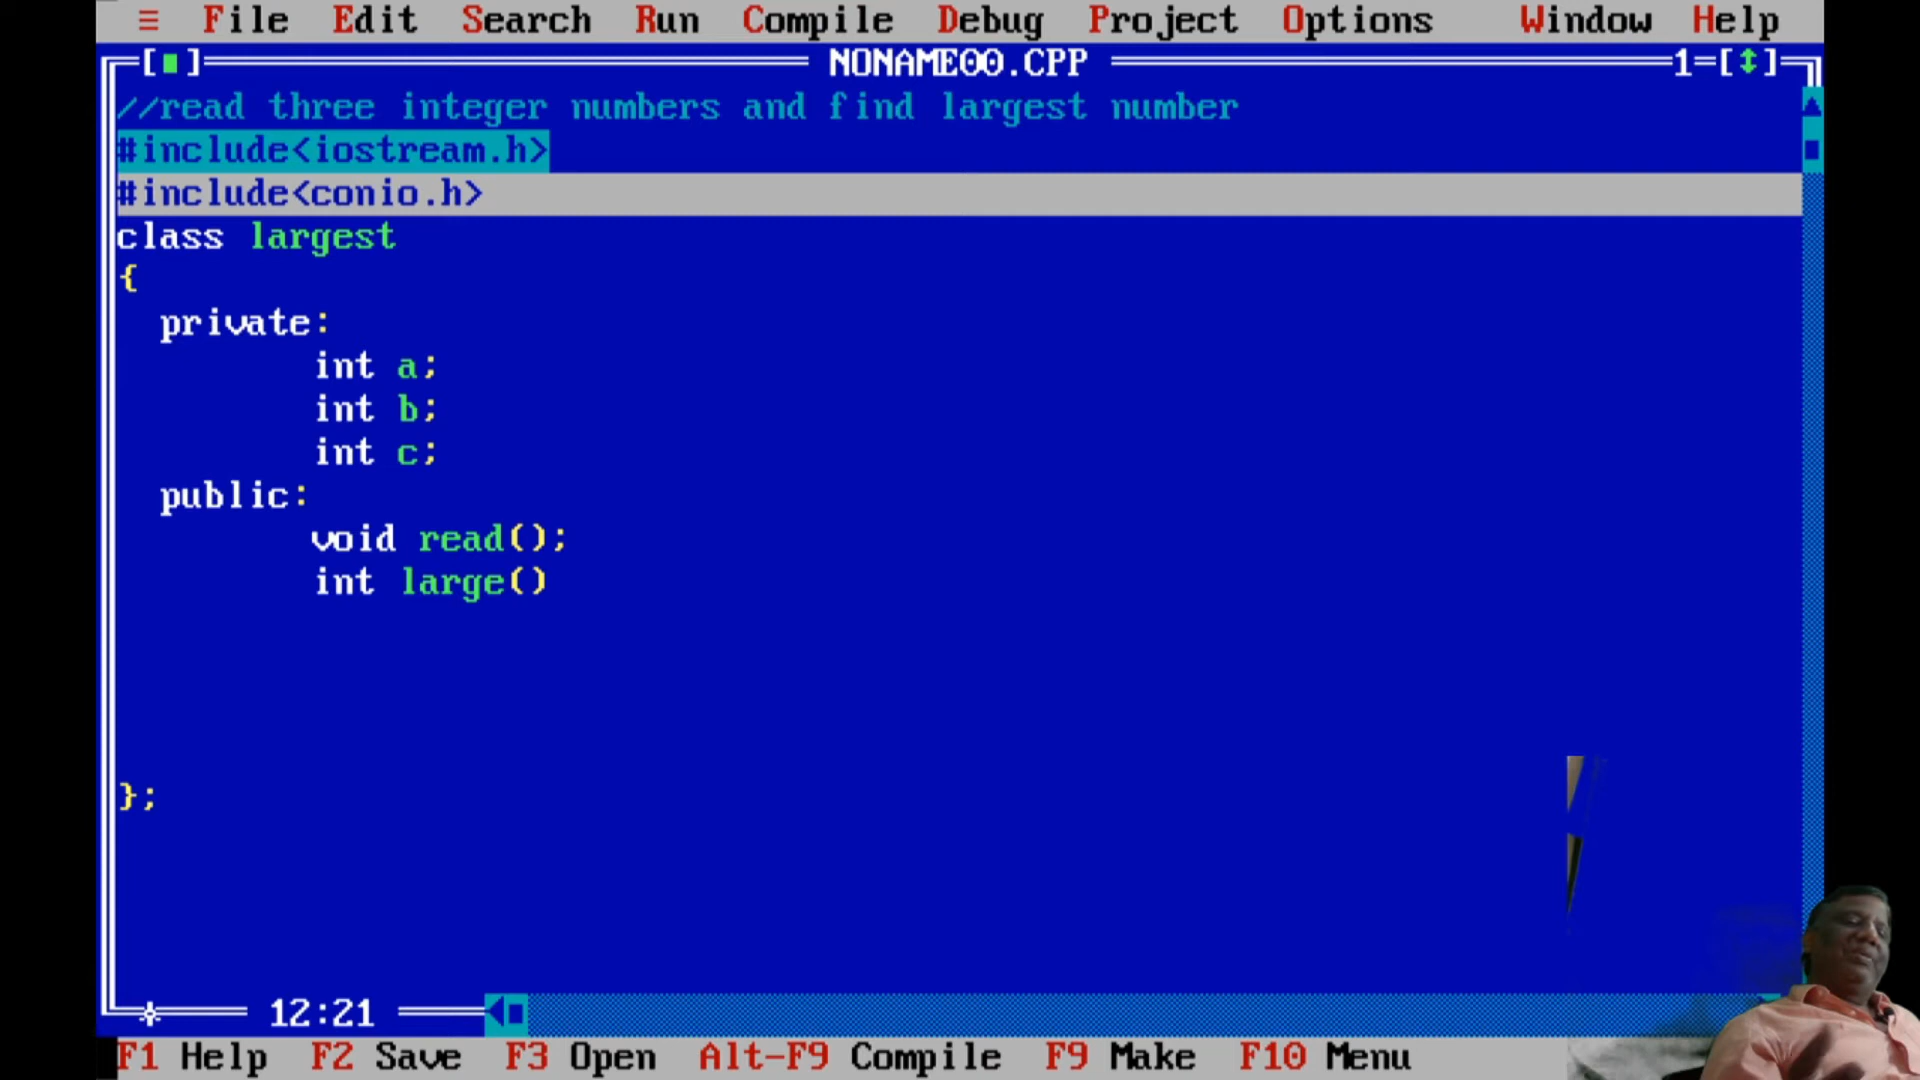 ≡ File Edit Search Run Compile Debug Project Options Window Help
[■] NONAME00.CPP 1=[↕]
//read three integer numbers and find largest number
#include<iostream.h>
#include<conio.h>
class largest
{
private:
int a;
int b;
int c;
public:
void read();
int large()
};
12:21
F1 Help F2 Save F3 Open Alt-F9 Compile F9 Make F10 Menu